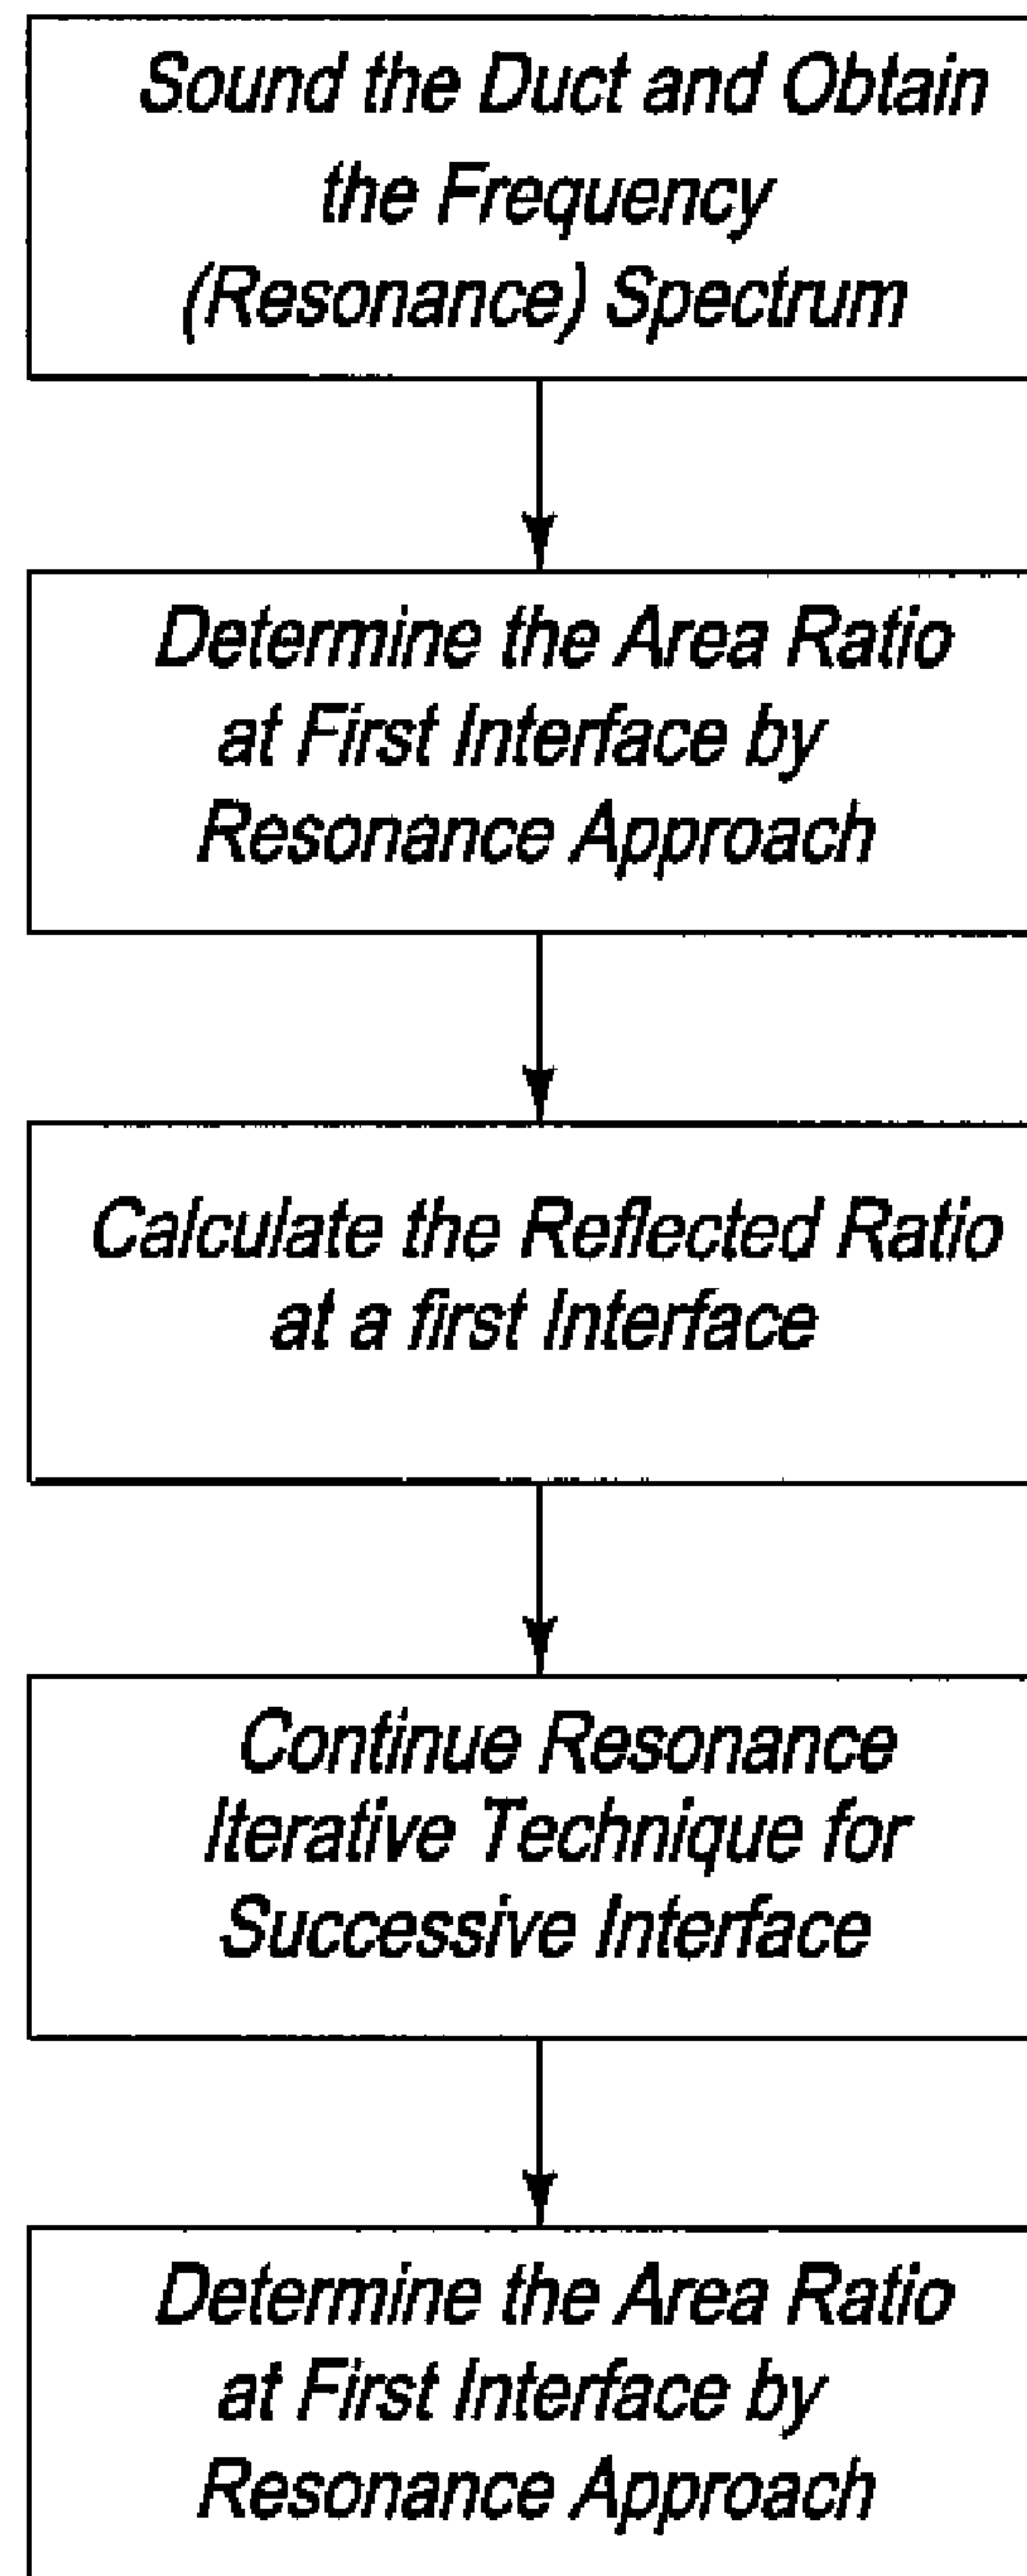 Sound the Duct and Obtain
the Frequency
(Resonance) Spectrum
Determine the Area Ratio
at First Interface by
Resonance Approach
Calculate the Reflected Ratio
at a first Interface
Continue Resonance
Iterative Technique for
Successive Interface
Determine the Area Ratio
at First Interface by
Resonance Approach